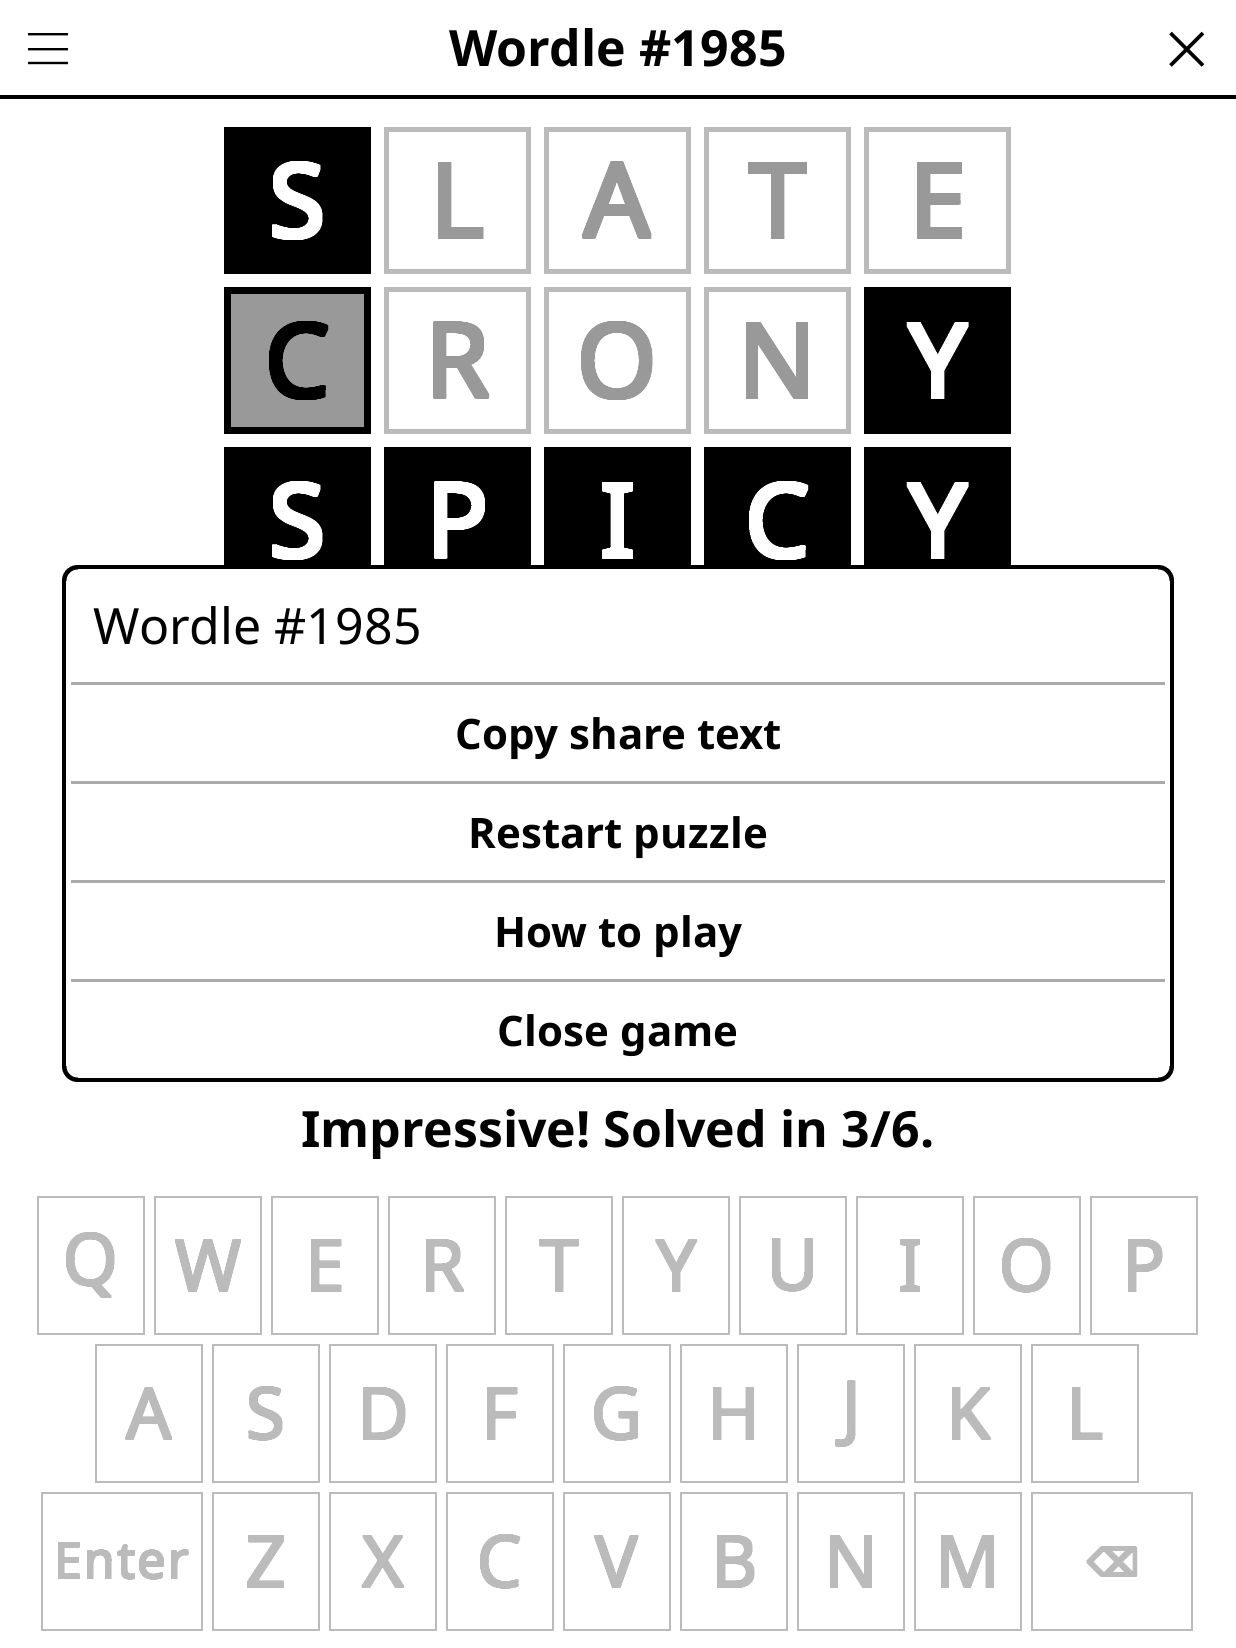 Wordle #1985
S L A T E
C R O N Y
S P I C Y
Wordle #1985
Copy share text
Restart puzzle
How to play
Close game
Impressive! Solved in 3/6.
Q W E R T Y U I O P
A S D F G H J K L
Enter Z X C V B N M ⌫